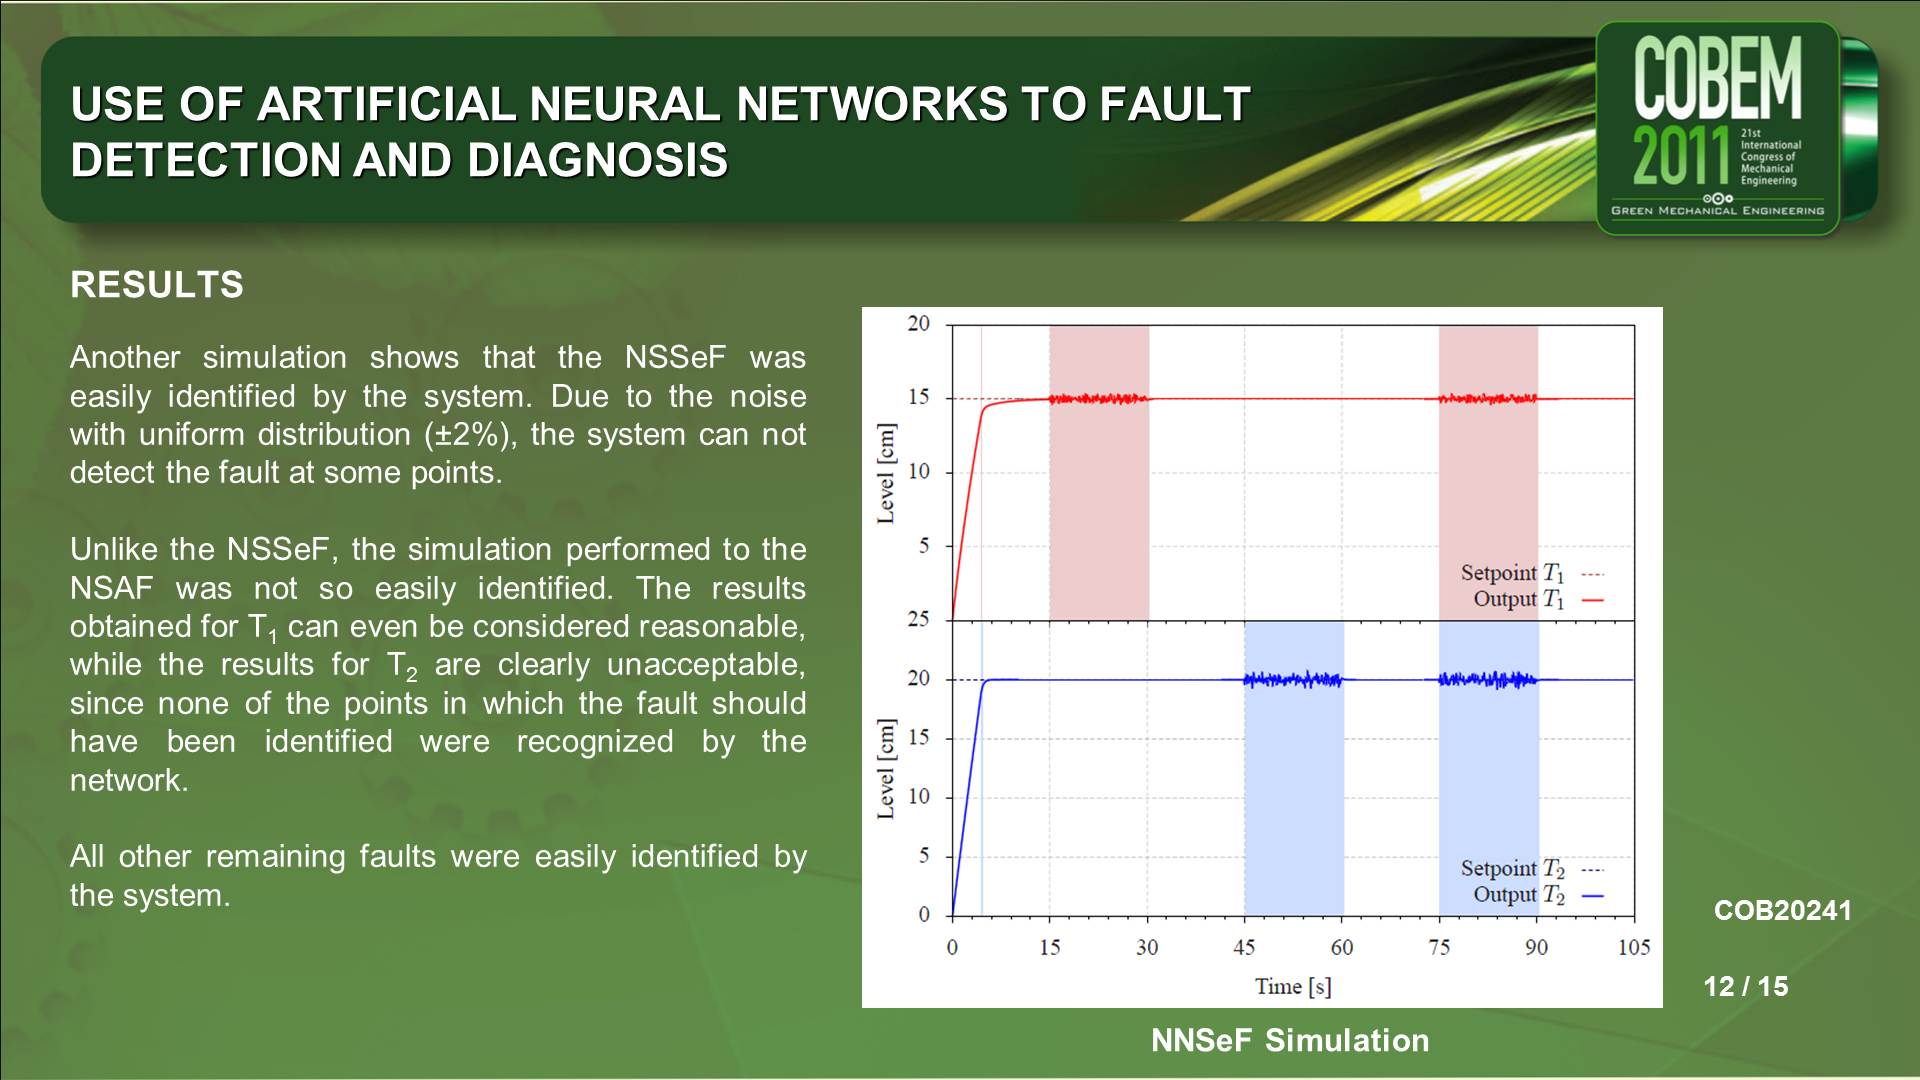 USE OF ARTIFICIAL NEURAL NETWORKS TO FAULT
DETECTION AND DIAGNOSIS
COBEM
2011
21st
International
Congress of
Mechanical
Engineering
GREEN MECHANICAL ENGINEERING
RESULTS
Another simulation shows that the NSSeF was
easily identified by the system. Due to the noise
with uniform distribution (±2%), the system can not
detect the fault at some points.
Unlike the NSSeF, the simulation performed to the
NSAF was not so easily identified. The results
obtained for T1 can even be considered reasonable,
while the results for T2 are clearly unacceptable,
since none of the points in which the fault should
have been identified were recognized by the
network.
All other remaining faults were easily identified by
the system.
20
15
10
5
Level [cm]
Setpoint T1
Output T1
25
20
15
10
5
0
Level [cm]
Setpoint T2
Output T2
0 15 30 45 60 75 90 105
Time [s]
NNSeF Simulation
COB20241
12 / 15